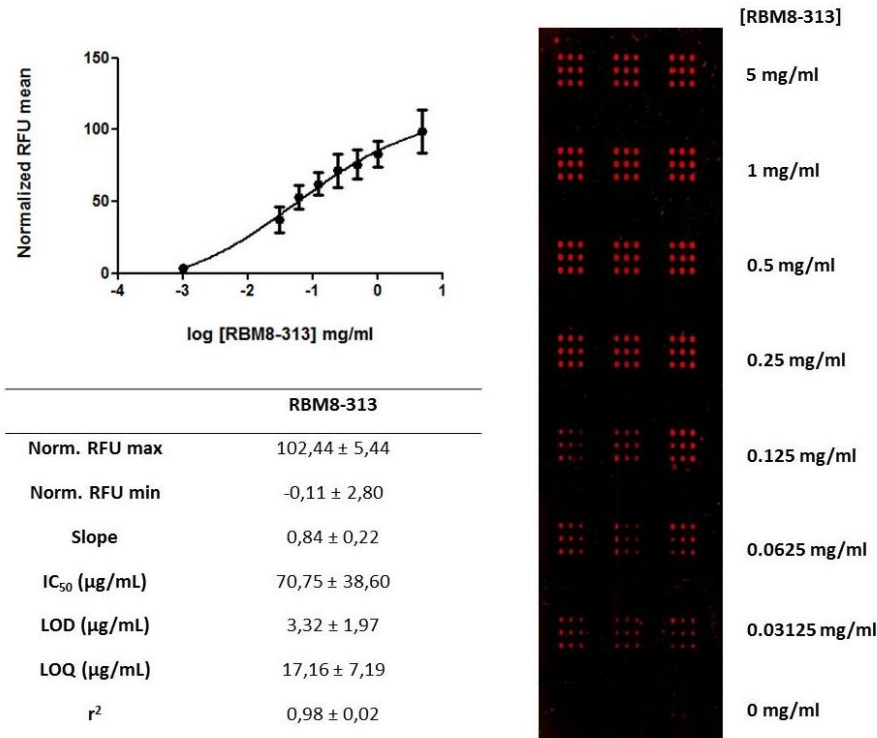 150
100
50
0
Normalized RFU mean
-4 -3 -2 -1 0 1
log [RBM8-313] mg/ml
RBM8-313
Norm. RFU max 102,44 ± 5,44
Norm. RFU min -0,11 ± 2,80
Slope 0,84 ± 0,22
IC₅₀ (µg/mL) 70,75 ± 38,60
LOD (µg/mL) 3,32 ± 1,97
LOQ (µg/mL) 17,16 ± 7,19
r² 0,98 ± 0,02
[RBM8-313]
5 mg/ml
1 mg/ml
0.5 mg/ml
0.25 mg/ml
0.125 mg/ml
0.0625 mg/ml
0.03125 mg/ml
0 mg/ml